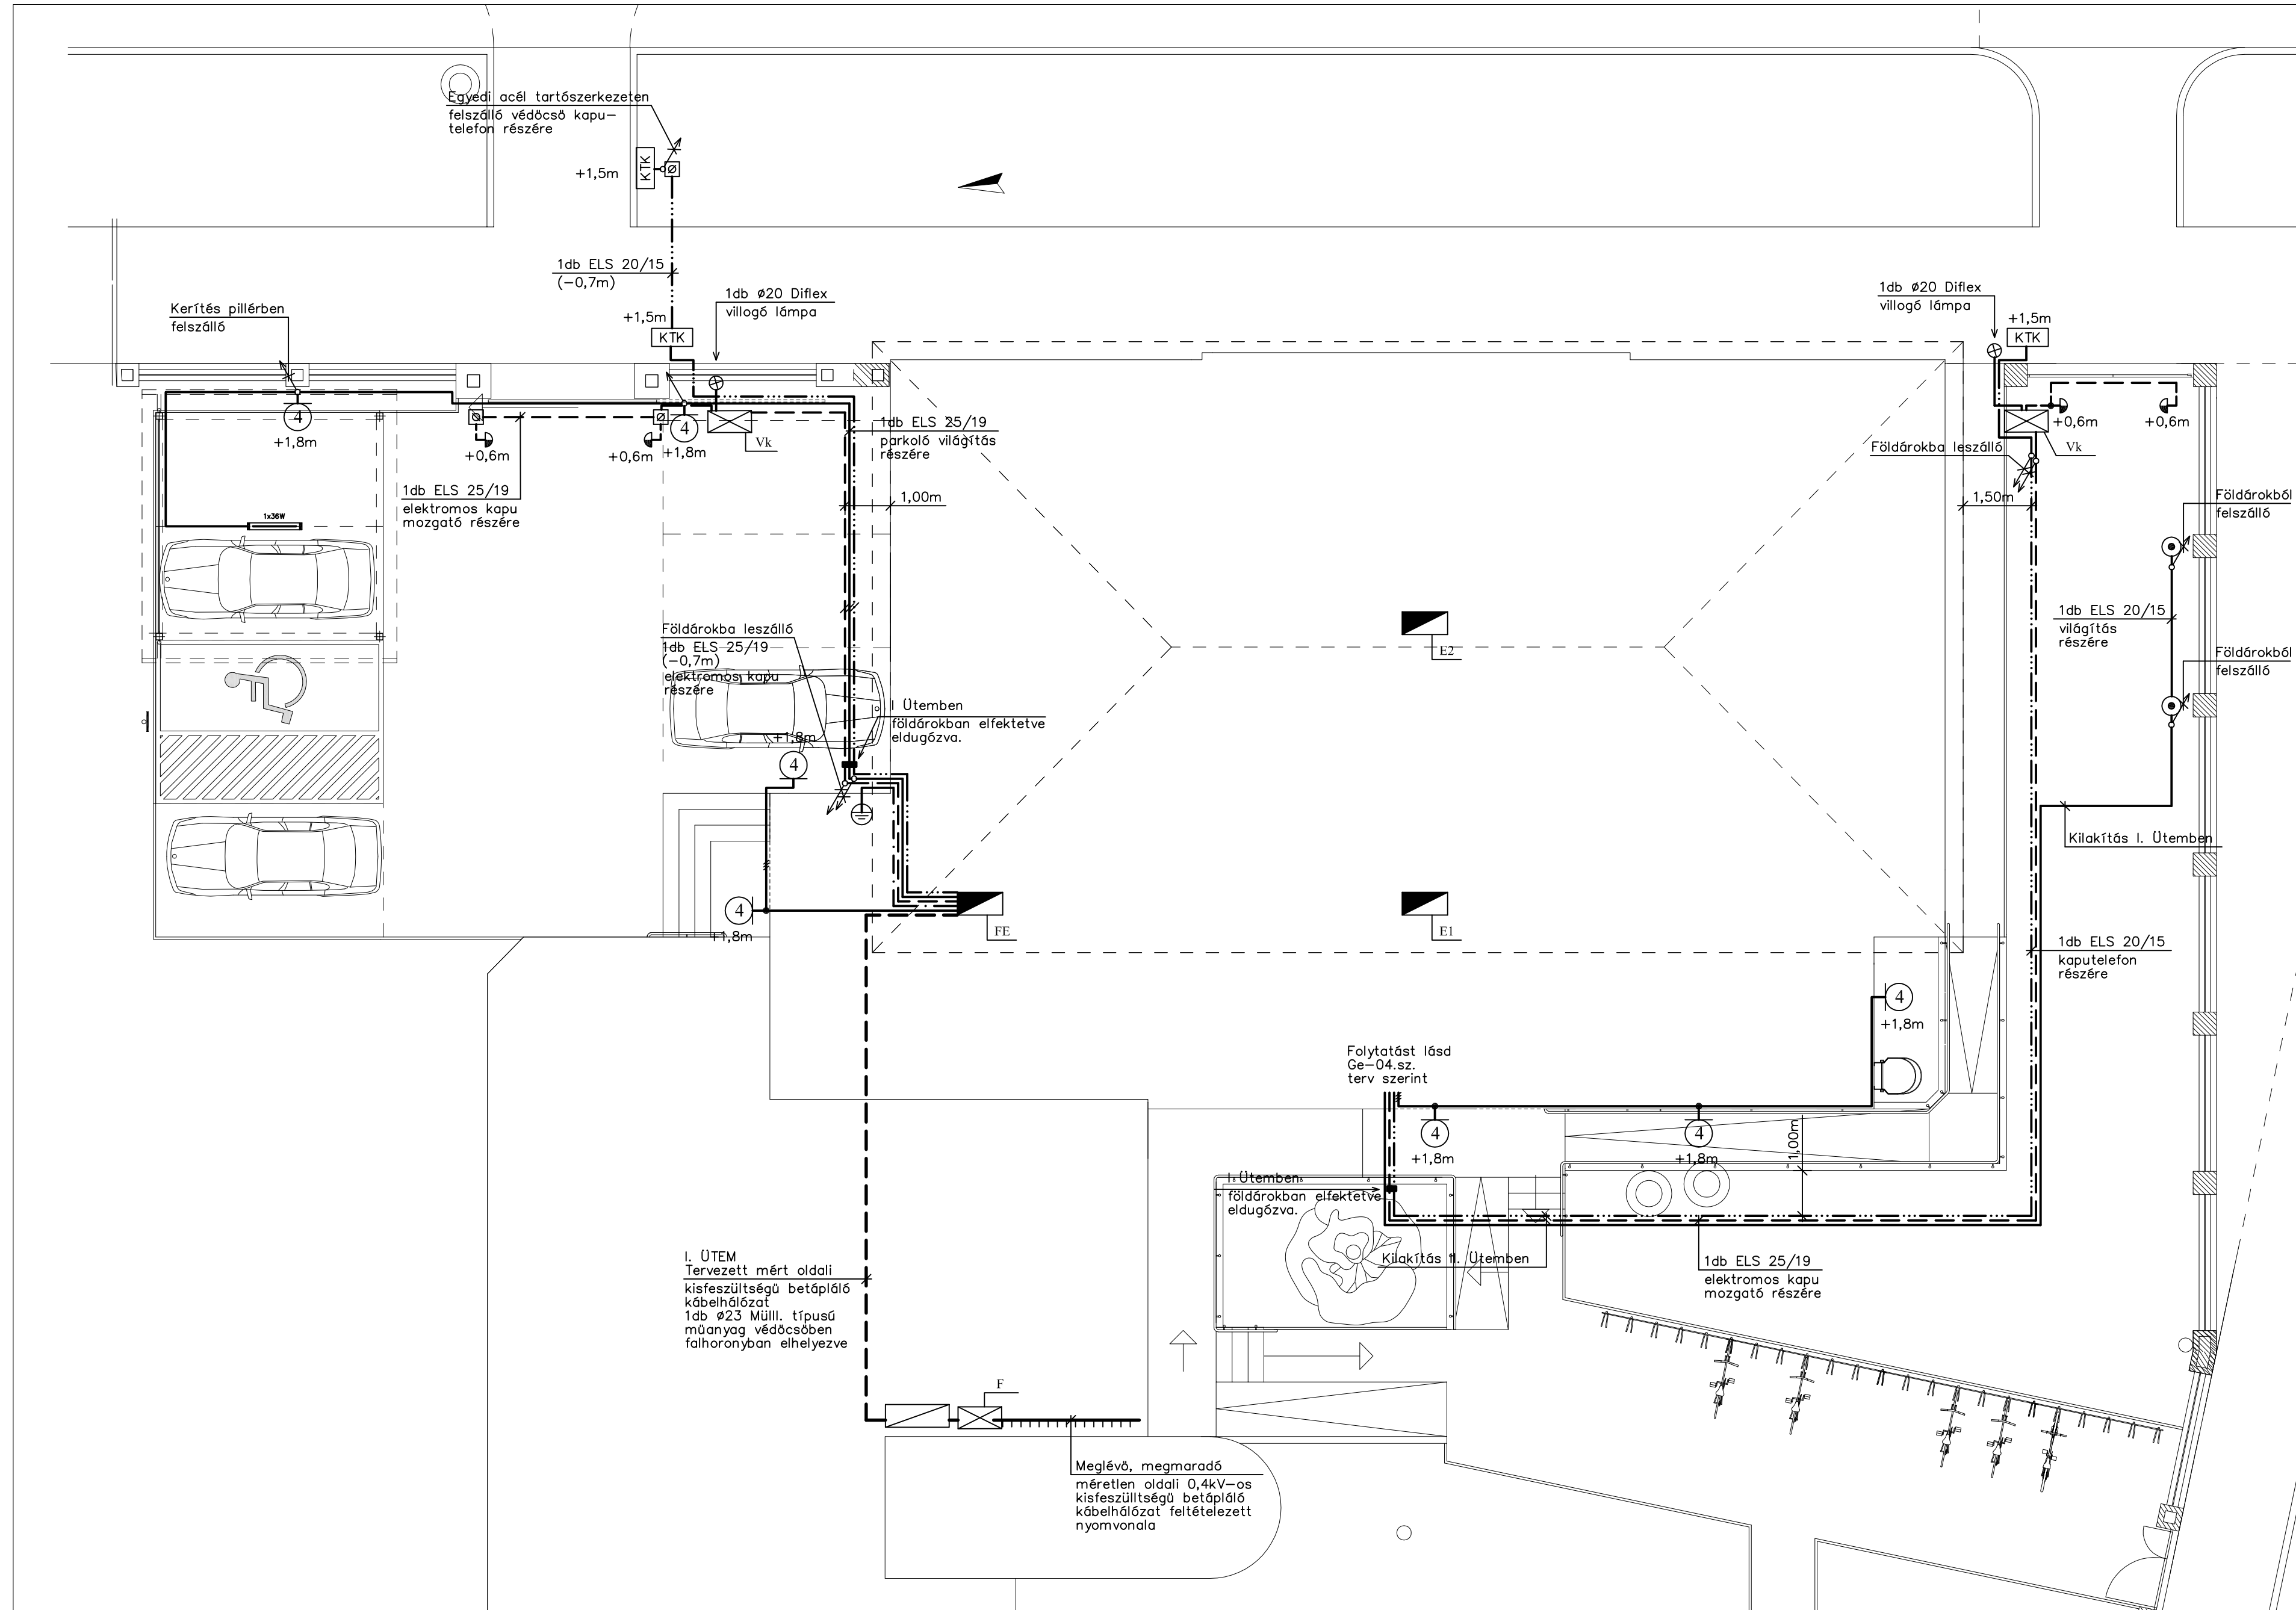 Egyedi acél tartószerkezeten
felszálló védöcsö kapu–
telefon részére
KTK
+1,5m
1db ELS 20/15
(−0,7m)
1db ø20 Diflex
villogó lámpa
+1,5m
KTK
Kerítés pillérben
felszálló
1db ø20 Diflex
villogó lámpa
+1,5m
KTK
4
+1,8m
+0,6m
+0,6m
4
+1,8m
Vk
1db ELS 25/19
parkoló világítás
részére
1db ELS 25/19
elektromos kapu
mozgató részére
1x36W
1,00m
+0,6m
+0,6m
Földárokba leszálló
Vk
1,50m
Földárokból
felszálló
1db ELS 20/15
világítás
részére
Földárokból
felszálló
Földárokba leszálló
1db ELS 25/19
(−0,7m)
elektromos kapu
részére
E2
I Ütemben
földárokban elfektetve
eldugózva.
+1,8m
4
Kilakítás I. Ütemben
4
+1,8m
FE
E1
1db ELS 20/15
kaputelefon
részére
4
+1,8m
Folytatást lásd
Ge−04.sz.
terv szerint
4
+1,8m
4
+1,8m
1,00m
I Ütemben
földárokban elfektetve
eldugózva.
Kilakítás II. Ütemben
1db ELS 25/19
elektromos kapu
mozgató részére
I. ÜTEM
Tervezett mért oldali
kisfeszültségü betápláló
kábelhálózat
1db ø23 Mülll. típusú
müanyag védöcsöben
falhoronyban elhelyezve
F
Meglévö, megmaradó
méretlen oldali 0,4kV−os
kisfeszülltségü betápláló
kábelhálózat feltételezett
nyomvonala